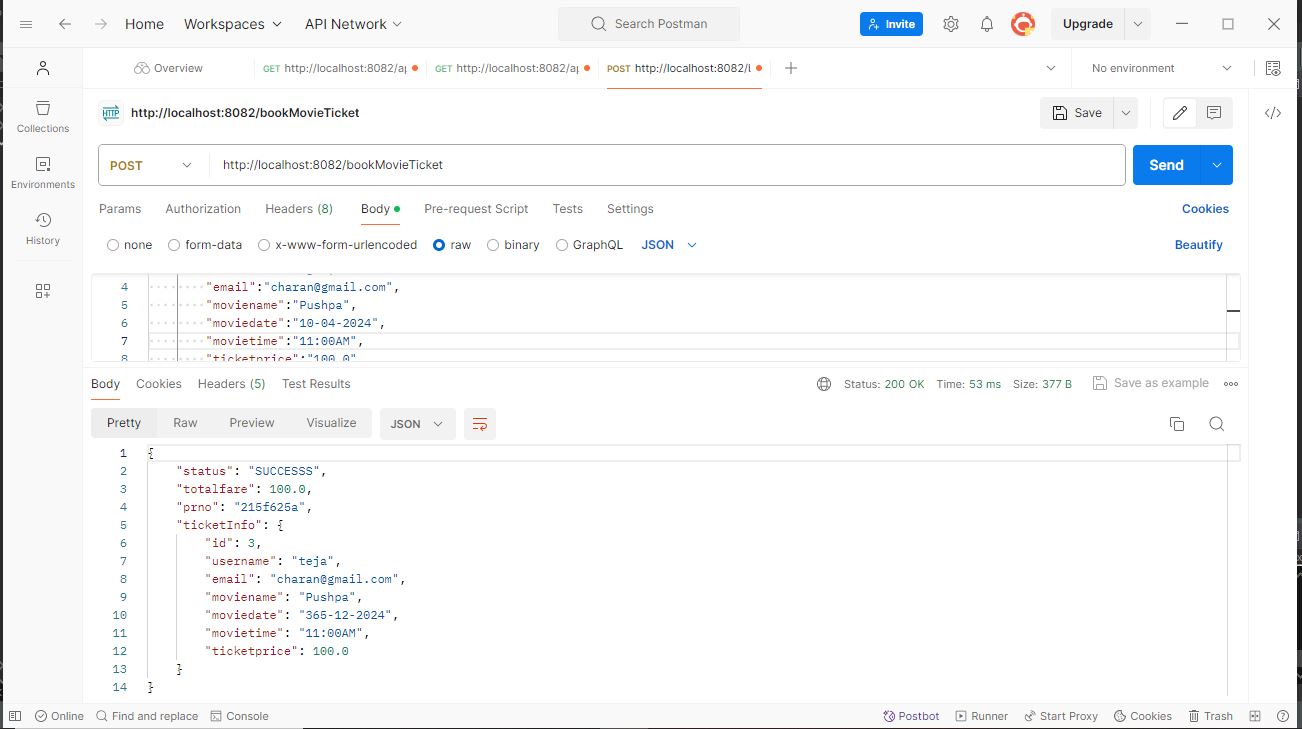 Home Workspaces API Network Search Postman Invite Upgrade
Overview GET http://localhost:8082/a GET http://localhost:8082/a POST http://localhost:8082/ No environment
HTTP http://localhost:8082/bookMovieTicket Save
Collections
POST http://localhost:8082/bookMovieTicket Send
Environments
Params Authorization Headers (8) Body Pre-request Script Tests Settings Cookies
History
none form-data x-www-form-urlencoded raw binary GraphQL JSON Beautify
4 "email":"charan@gmail.com",
5 "moviename":"Pushpa",
6 "moviedate":"10-04-2024",
7 "movietime":"11:00AM",
8 "ticketprice":"100.0"
Body Cookies Headers (5) Test Results Status: 200 OK Time: 53 ms Size: 377 B Save as example
Pretty Raw Preview Visualize JSON
1 {
2 "status": "SUCCESSS",
3 "totalfare": 100.0,
4 "prno": "215f625a",
5 "ticketInfo": {
6 "id": 3,
7 "username": "teja",
8 "email": "charan@gmail.com",
9 "moviename": "Pushpa",
10 "moviedate": "365-12-2024",
11 "movietime": "11:00AM",
12 "ticketprice": 100.0
13 }
14 }
Online Find and replace Console Postbot Runner Start Proxy Cookies Trash